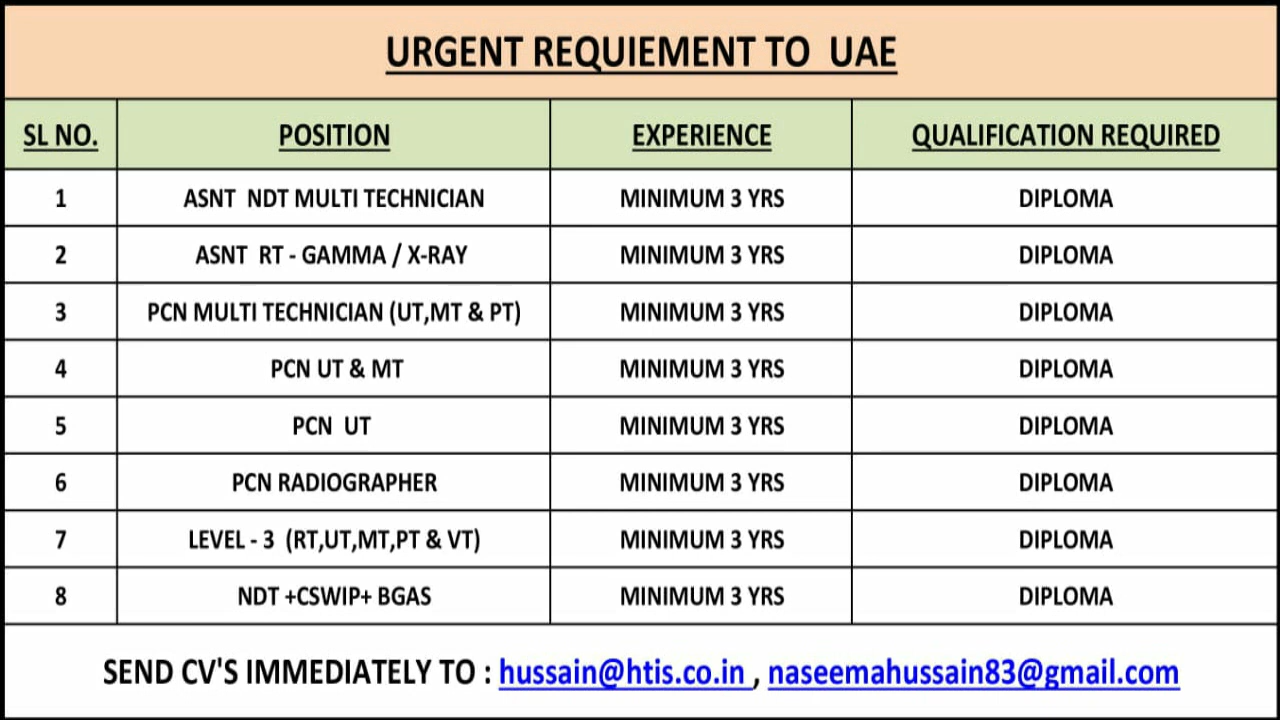 URGENT REQUIEMENT TO UAE
SL NO. POSITION EXPERIENCE QUALIFICATION REQUIRED
1 ASNT NDT MULTI TECHNICIAN MINIMUM 3 YRS DIPLOMA
2 ASNT RT - GAMMA / X-RAY MINIMUM 3 YRS DIPLOMA
3 PCN MULTI TECHNICIAN (UT,MT & PT) MINIMUM 3 YRS DIPLOMA
4 PCN UT & MT MINIMUM 3 YRS DIPLOMA
5 PCN UT MINIMUM 3 YRS DIPLOMA
6 PCN RADIOGRAPHER MINIMUM 3 YRS DIPLOMA
7 LEVEL - 3 (RT,UT,MT,PT & VT) MINIMUM 3 YRS DIPLOMA
8 NDT +CSWIP+ BGAS MINIMUM 3 YRS DIPLOMA
SEND CV'S IMMEDIATELY TO : hussain@htis.co.in , naseemahussain83@gmail.com